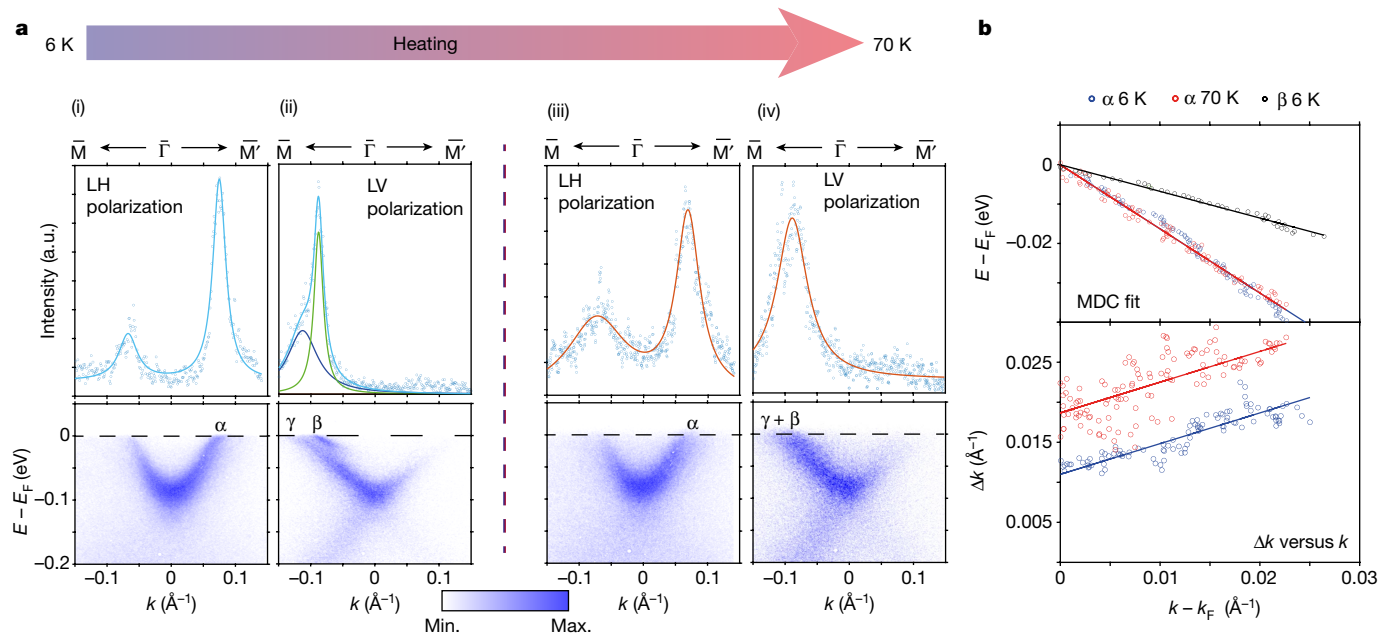 a
6 K
Heating
70 K
(i)
(ii)
(iii)
(iv)
M̄ Γ̄ M̄′
M̄ Γ̄ M̄′
M̄ Γ̄ M̄′
M̄ Γ̄ M̄′
LH
polarization
LV
polarization
LH
polarization
LV
polarization
Intensity (a.u.)
α
γ β
α
γ + β
E − E_F (eV)
0
−0.1
−0.2
−0.1 0 0.1
−0.1 0 0.1
−0.1 0 0.1
−0.1 0 0.1
k (Å⁻¹)
k (Å⁻¹)
k (Å⁻¹)
k (Å⁻¹)
Min. Max.
b
α 6 K α 70 K β 6 K
E − E_F (eV)
0
−0.02
MDC fit
Δk (Å⁻¹)
0.025
0.015
0.005
Δk versus k
0 0.01 0.02 0.03
k − k_F (Å⁻¹)